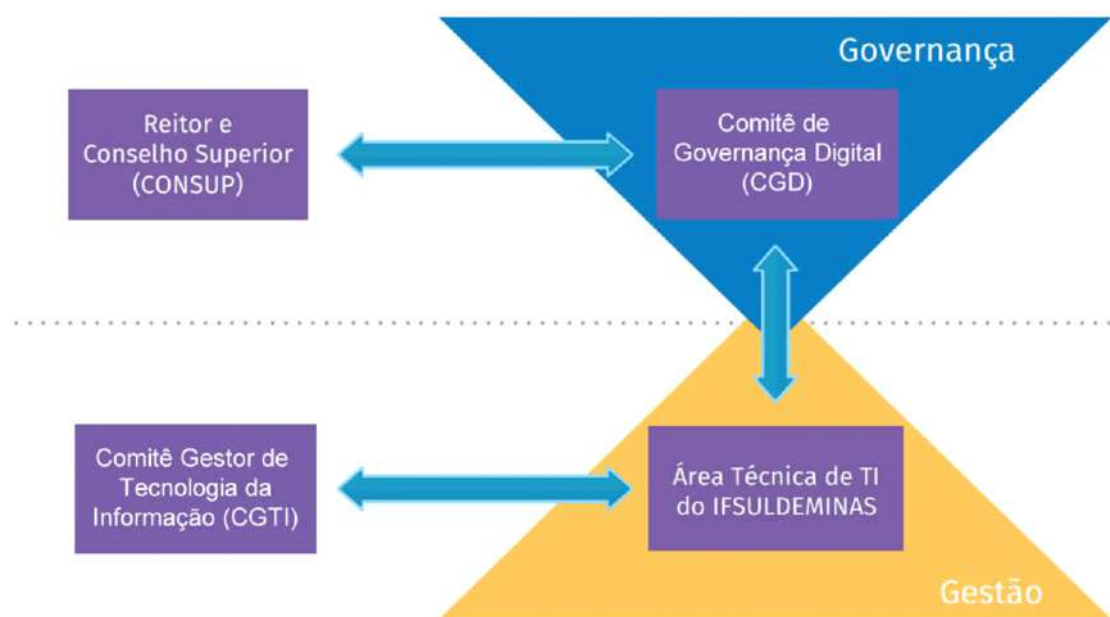 Governança
Reitor e
Conselho Superior
(CONSUP)
Comitê de
Governança Digital
(CGD)
Comitê Gestor de
Tecnologia da
Informação (CGTI)
Área Técnica de TI
do IFSULDEMINAS
Gestão